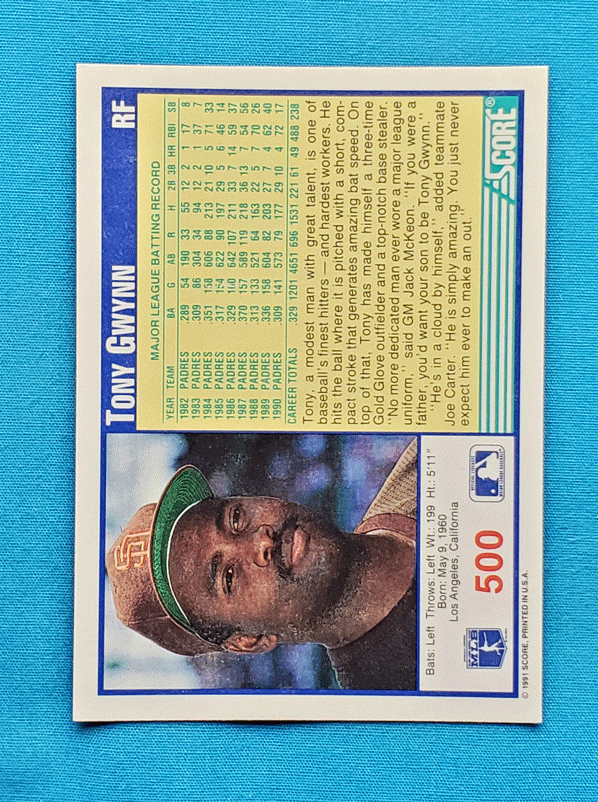 TONY GWYNN RF
MAJOR LEAGUE BATTING RECORD
YEAR TEAM BA G AB R H 2B 3B HR RBI SB
1982 PADRES .289 54 190 33 55 12 2 1 17 8
1983 PADRES .309 86 304 34 94 12 2 1 37 7
1984 PADRES .351 158 606 88 213 21 10 5 71 33
1985 PADRES .317 154 622 90 197 29 5 6 46 14
1986 PADRES .329 160 642 107 211 33 7 14 59 37
1987 PADRES .370 157 589 119 218 36 13 7 54 56
1988 PADRES .313 133 521 64 163 22 5 7 70 26
1989 PADRES .336 158 604 82 203 27 7 4 62 40
1990 PADRES .309 141 573 79 177 29 10 4 72 17
CAREER TOTALS .329 1201 4651 696 1531 221 61 49 488 238
Tony, a modest man with great talent, is one of
baseball's finest hitters — and hardest workers. He
hits the ball where it is pitched with a short, com-
pact stroke that generates amazing bat speed. On
top of that, Tony has made himself a three-time
Gold Glove outfielder and a top-notch base stealer.
"No more dedicated man ever wore a major league
uniform," said GM Jack McKeon. "If you were a
father, you'd want your son to be Tony Gwynn."
"He's in a cloud by himself," added teammate
Joe Carter. "He is simply amazing. You just never
expect him ever to make an out."
SCORE®
SD
Bats: Left Throws: Left Wt.: 199 Ht.: 5'11"
Born: May 9, 1960
Los Angeles, California
500
© 1991 SCORE, PRINTED IN U.S.A.